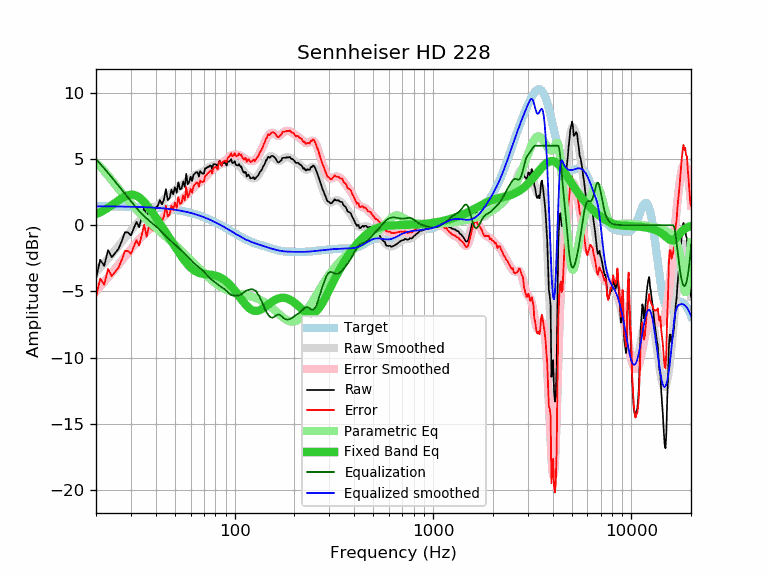 Sennheiser HD 228
Amplitude (dBr)
10
5
0
−5
−10
−15
−20
Target
Raw Smoothed
Error Smoothed
Raw
Error
Parametric Eq
Fixed Band Eq
Equalization
Equalized smoothed
100
1000
10000
Frequency (Hz)